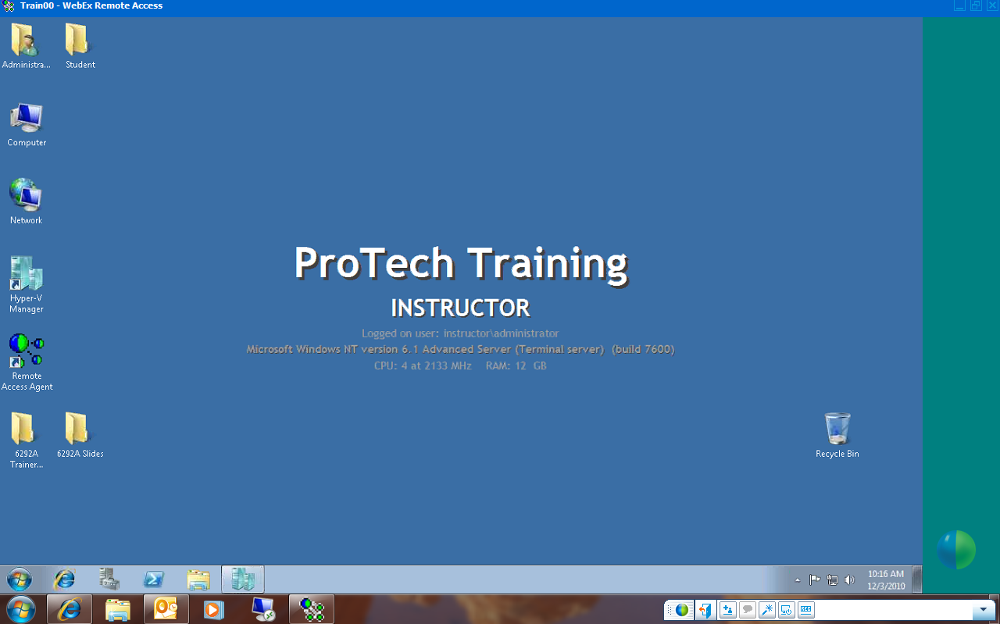 Train00 - WebEx Remote Access
Administra...
Student
Computer
Network
Hyper-V
Manager
Remote
Access Agent
6292A
Trainer...
6292A Slides
ProTech Training
INSTRUCTOR
Logged on user: instructor\administrator
Microsoft Windows NT version 6.1 Advanced Server (Terminal server) (build 7600)
CPU: 4 at 2133 MHz RAM: 12 GB
Recycle Bin
10:16 AM
12/3/2010